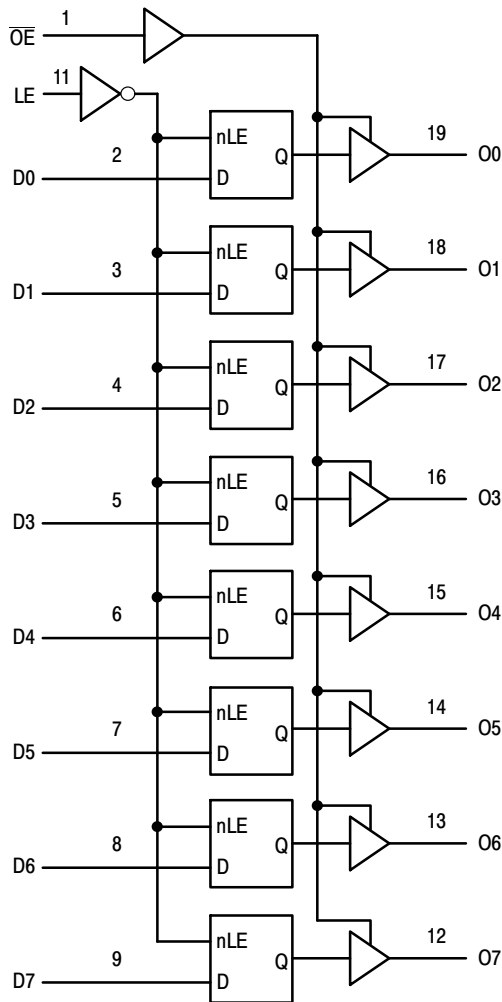 O̅E̅ 1
LE 11
nLE Q 19 O0
D0 2 D
nLE Q 18 O1
D1 3 D
nLE Q 17 O2
D2 4 D
nLE Q 16 O3
D3 5 D
nLE Q 15 O4
D4 6 D
nLE Q 14 O5
D5 7 D
nLE Q 13 O6
D6 8 D
nLE Q 12 O7
D7 9 D